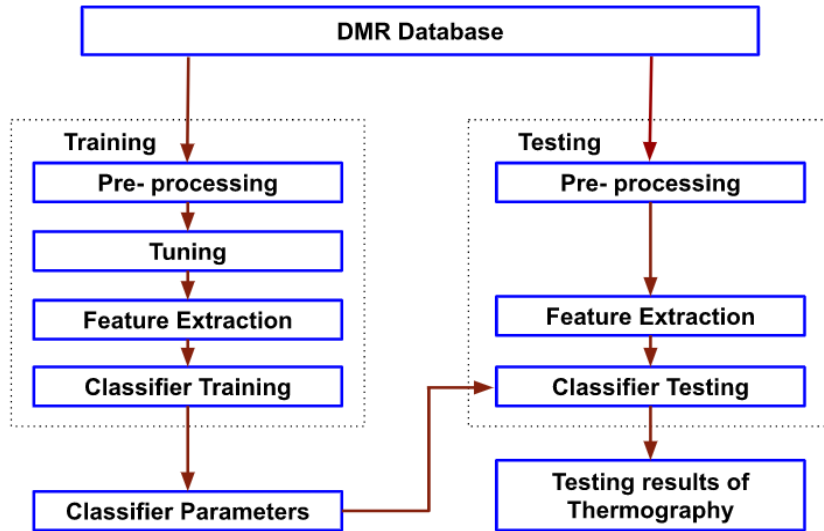 DMR Database
Training
Pre- processing
Tuning
Feature Extraction
Classifier Training
Classifier Parameters
Testing
Pre- processing
Feature Extraction
Classifier Testing
Testing results of
Thermography